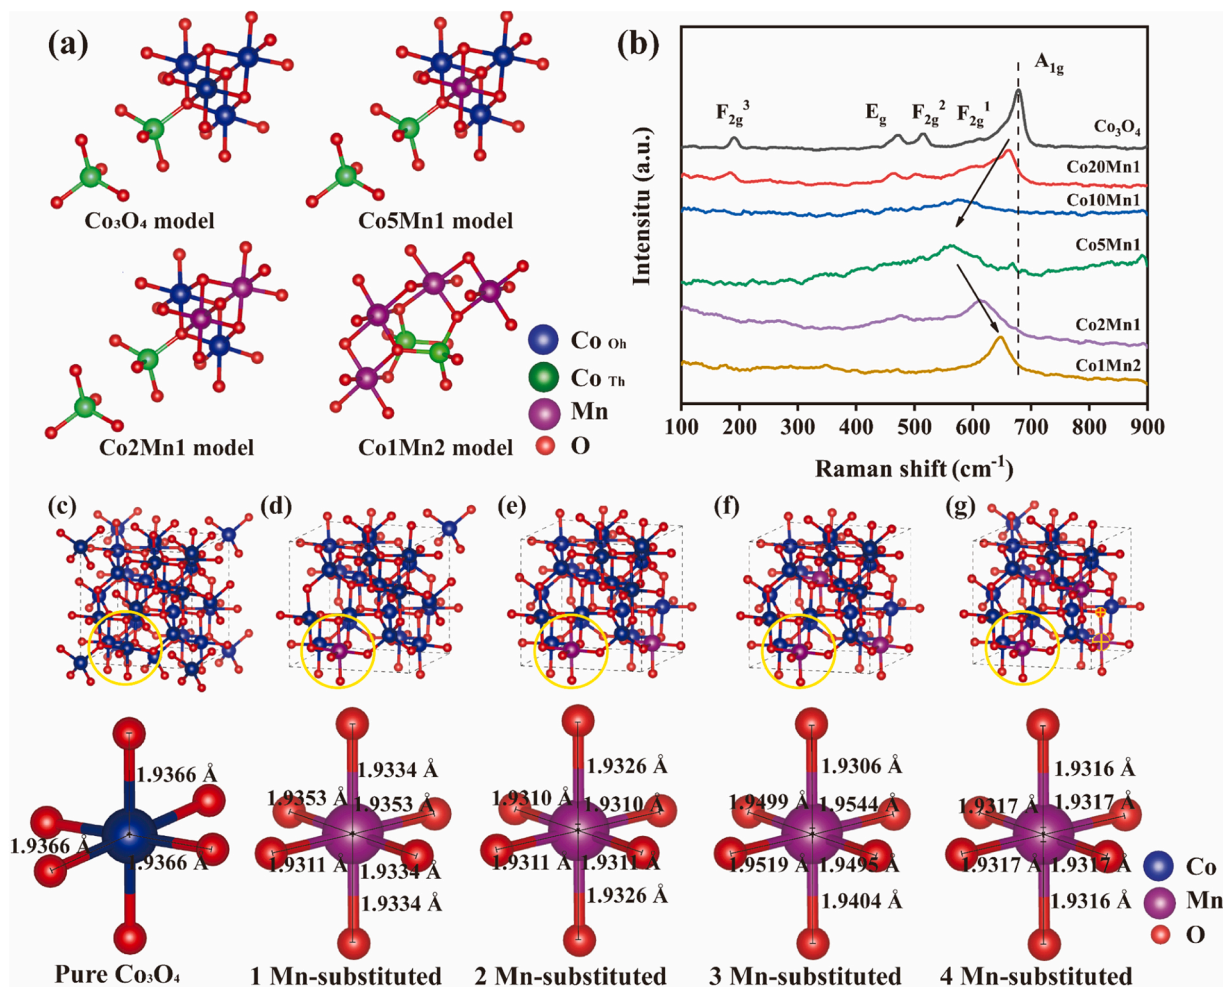 (a)
Co₃O₄ model
Co5Mn1 model
Co2Mn1 model
Co1Mn2 model
Co Oh
Co Th
Mn
O
(b)
Intensitu (a.u.)
F2g³
Eg
F2g²
F2g¹
A1g
Co₃O₄
Co20Mn1
Co10Mn1
Co5Mn1
Co2Mn1
Co1Mn2
100 200 300 400 500 600 700 800 900
Raman shift (cm⁻¹)
(c)
(d)
(e)
(f)
(g)
1.9366 Å
1.9366 Å
1.9366 Å
Pure Co₃O₄
1.9334 Å
1.9353 Å
1.9353 Å
1.9311 Å
1.9334 Å
1.9334 Å
1 Mn-substituted
1.9326 Å
1.9310 Å
1.9310 Å
1.9311 Å
1.9311 Å
1.9326 Å
2 Mn-substituted
1.9306 Å
1.9499 Å
1.9544 Å
1.9519 Å
1.9495 Å
1.9404 Å
3 Mn-substituted
1.9316 Å
1.9317 Å
1.9317 Å
1.9317 Å
1.9317 Å
1.9316 Å
4 Mn-substituted
Co
Mn
O